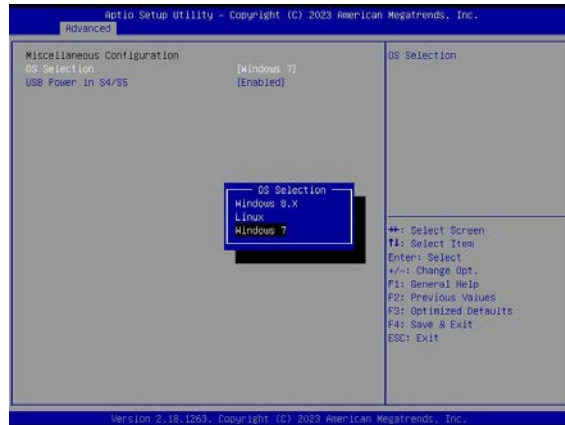 Aptio Setup Utility – Copyright (C) 2023 American Megatrends, Inc.
Advanced
Miscellaneous Configuration
OS Selection [Windows 7]
USB Power in S4/S5 [Enabled]
OS Selection
OS Selection
Windows 8.X
Linux
Windows 7
: Select Screen
: Select Item
Enter: Select
+/-: Change Opt.
F1: General Help
F2: Previous Values
F3: Optimized Defaults
F4: Save & Exit
ESC: Exit
Version 2.18.1263. Copyright (C) 2023 American Megatrends, Inc.